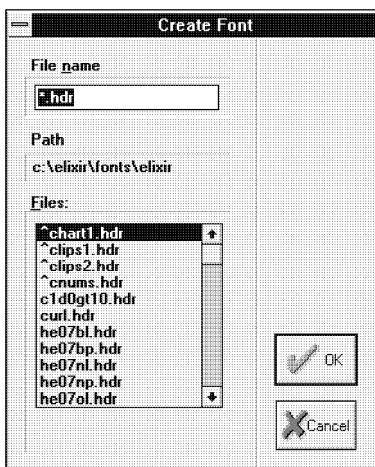 Create Font
File name
*.hdr
Path
c:\elixir\fonts\elixir
Files:
^chart1.hdr
^clips1.hdr
^clips2.hdr
^cnums.hdr
c1d0gt10.hdr
curl.hdr
he07bl.hdr
he07bp.hdr
he07nl.hdr
he07np.hdr
he07ol.hdr
OK
Cancel